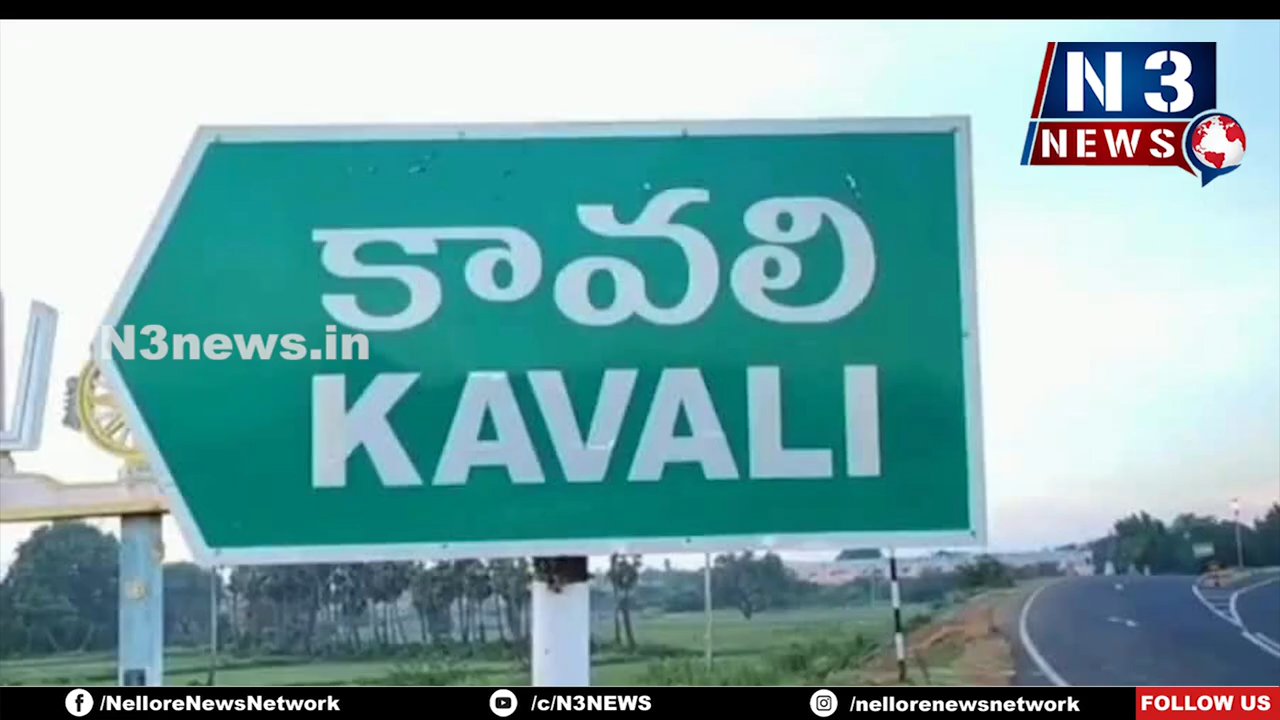 N3
NEWS
కావలి
N3news.in
KAVALI
/NelloreNewsNetwork
/c/N3NEWS
/nellorenewsnetwork
FOLLOW US